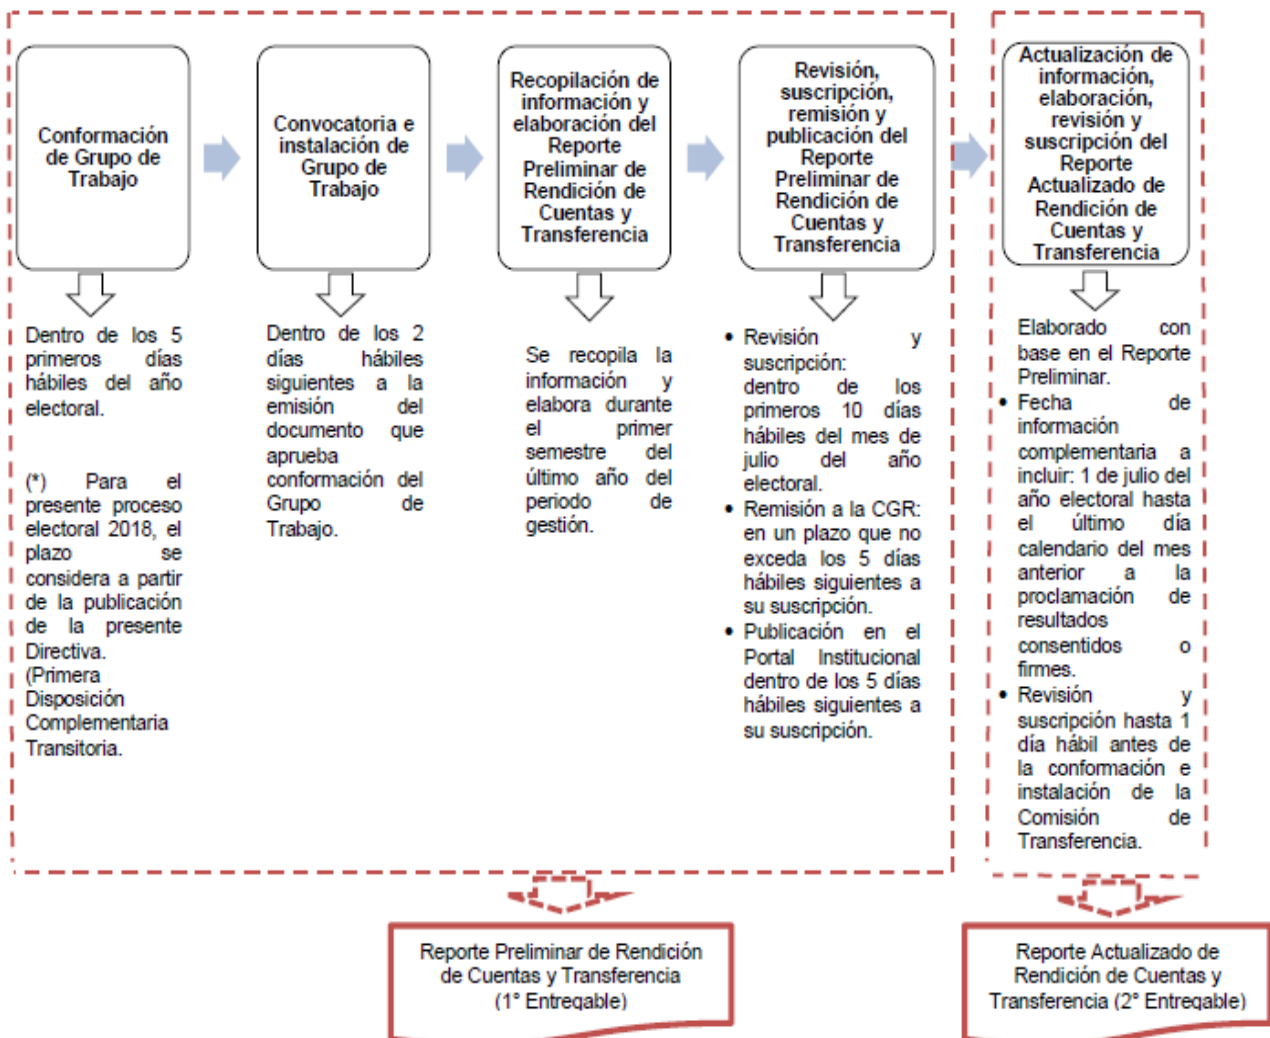 Conformación
de Grupo de
Trabajo
Convocatoria e
instalación de
Grupo de
Trabajo
Recopilación de
información y
elaboración del
Reporte
Preliminar de
Rendición de
Cuentas y
Transferencia
Revisión,
suscripción,
remisión y
publicación del
Reporte
Preliminar de
Rendición de
Cuentas y
Transferencia
Actualización de
información,
elaboración,
revisión y
suscripción del
Reporte
Actualizado de
Rendición de
Cuentas y
Transferencia
Dentro de los 5
primeros días
hábiles del año
electoral.
(*) Para el
presente proceso
electoral 2018, el
plazo se
considera a partir
de la publicación
de la presente
Directiva.
(Primera
Disposición
Complementaria
Transitoria.
Dentro de los 2
días hábiles
siguientes a la
emisión del
documento que
aprueba
conformación del
Grupo de
Trabajo.
Se recopila la
información y
elabora durante
el primer
semestre del
último año del
periodo de
gestión.
• Revisión y
suscripción:
dentro de los
primeros 10 días
hábiles del mes de
julio del año
electoral.
• Remisión a la CGR:
en un plazo que no
exceda los 5 días
hábiles siguientes a
su suscripción.
• Publicación en el
Portal Institucional
dentro de los 5 días
hábiles siguientes a
su suscripción.
Elaborado con
base en el Reporte
Preliminar.
• Fecha de
información
complementaria a
incluir: 1 de julio del
año electoral hasta
el último día
calendario del mes
anterior a la
proclamación de
resultados
consentidos o
firmes.
• Revisión y
suscripción hasta 1
día hábil antes de
la conformación e
instalación de la
Comisión de
Transferencia.
Reporte Preliminar de Rendición
de Cuentas y Transferencia
(1° Entregable)
Reporte Actualizado de
Rendición de Cuentas y
Transferencia (2° Entregable)